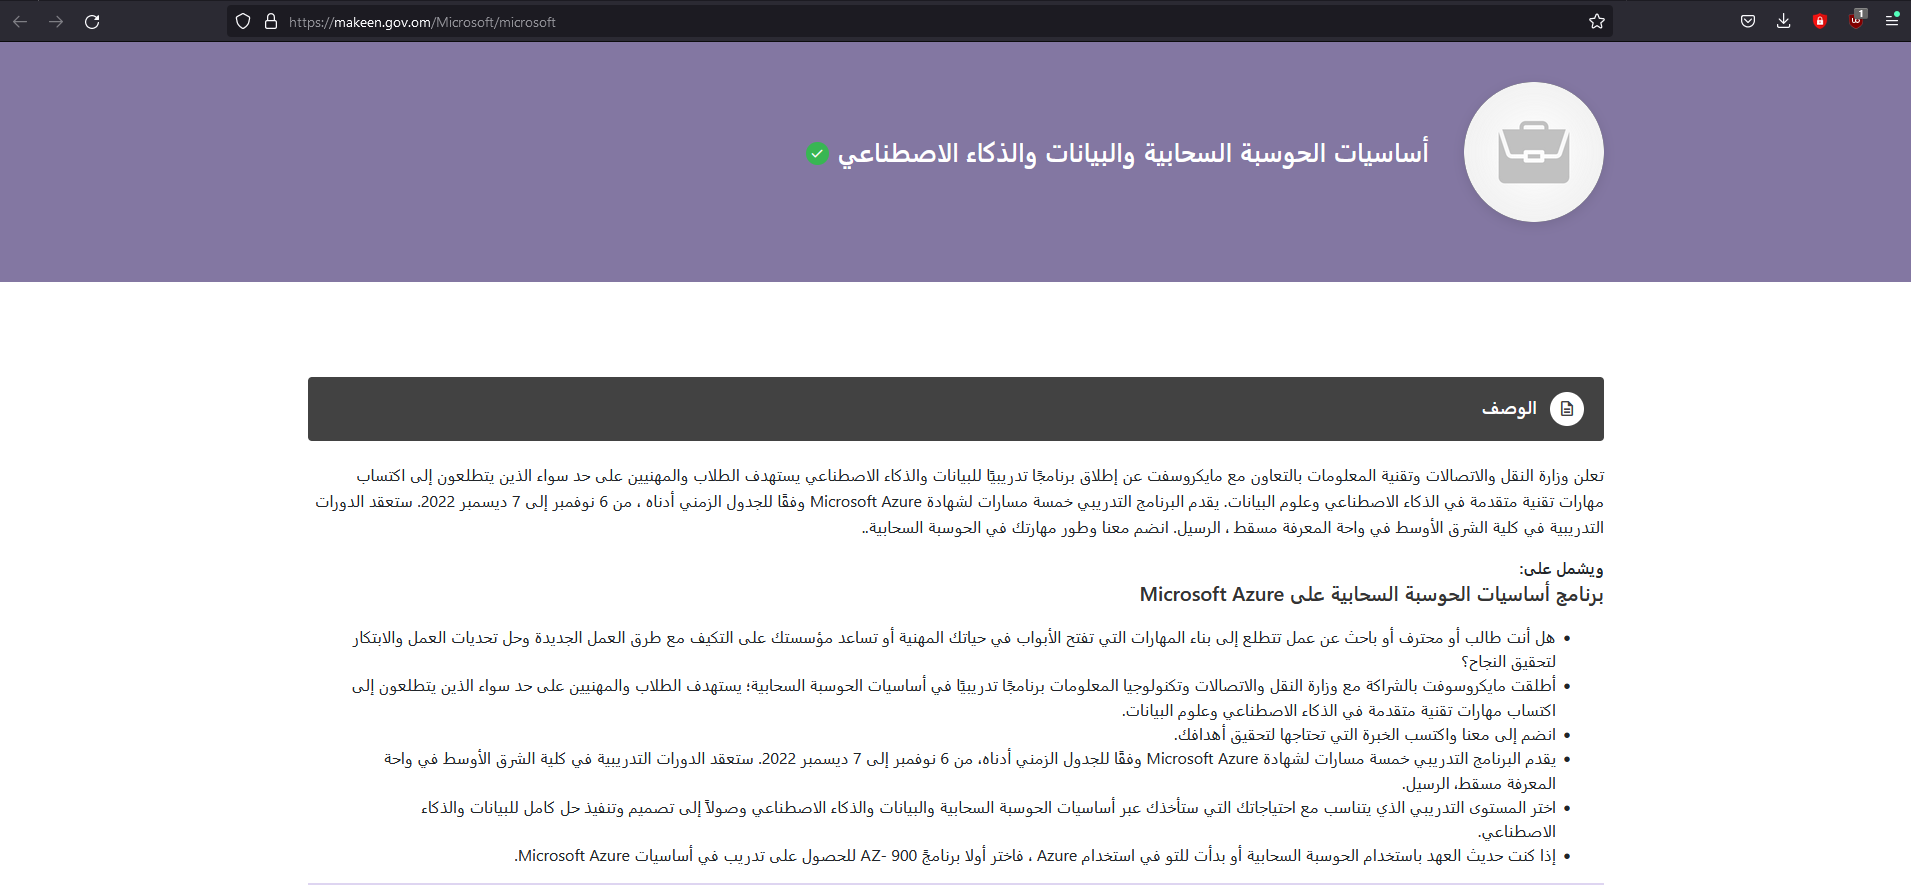 https://makeen.gov.om/Microsoft/microsoft
1
أساسيات الحوسبة السحابية والبيانات والذكاء الاصطناعي
الوصف
تعلن وزارة النقل والاتصالات وتقنية المعلومات بالتعاون مع مايكروسفت عن إطلاق برنامجًا تدريبيًا للبيانات والذكاء الاصطناعي يستهدف الطلاب والمهنيين على حد سواء الذين يتطلعون إلى اكتساب
مهارات تقنية متقدمة في الذكاء الاصطناعي وعلوم البيانات. يقدم البرنامج التدريبي خمسة مسارات لشهادة Microsoft Azure وفقًا للجدول الزمني أدناه ، من 6 نوفمبر إلى 7 ديسمبر 2022. ستعقد الدورات
التدريبية في كلية الشرق الأوسط في واحة المعرفة مسقط ، الرسيل. انضم معنا وطور مهارتك في الحوسبة السحابية..
ويشمل على:
برنامج أساسيات الحوسبة السحابية على Microsoft Azure
• هل أنت طالب أو محترف أو باحث عن عمل تتطلع إلى بناء المهارات التي تفتح الأبواب في حياتك المهنية أو تساعد مؤسستك على التكيف مع طرق العمل الجديدة وحل تحديات العمل والابتكار
لتحقيق النجاح؟
• أطلقت مايكروسوفت بالشراكة مع وزارة النقل والاتصالات وتكنولوجيا المعلومات برنامجًا تدريبيًا في أساسيات الحوسبة السحابية؛ يستهدف الطلاب والمهنيين على حد سواء الذين يتطلعون إلى
اكتساب مهارات تقنية متقدمة في الذكاء الاصطناعي وعلوم البيانات.
• انضم إلى معنا واكتسب الخبرة التي تحتاجها لتحقيق أهدافك.
• يقدم البرنامج التدريبي خمسة مسارات لشهادة Microsoft Azure وفقًا للجدول الزمني أدناه، من 6 نوفمبر إلى 7 ديسمبر 2022. ستعقد الدورات التدريبية في كلية الشرق الأوسط في واحة
المعرفة مسقط، الرسيل.
• اختر المستوى التدريبي الذي يتناسب مع احتياجاتك التي ستأخذك عبر أساسيات الحوسبة السحابية والبيانات والذكاء الاصطناعي وصولاً إلى تصميم وتنفيذ حل كامل للبيانات والذكاء
الاصطناعي.
• إذا كنت حديث العهد باستخدام الحوسبة السحابية أو بدأت للتو في استخدام Azure ، فاختر أولا برنامجً AZ- 900 للحصول على تدريب في أساسيات Microsoft Azure.